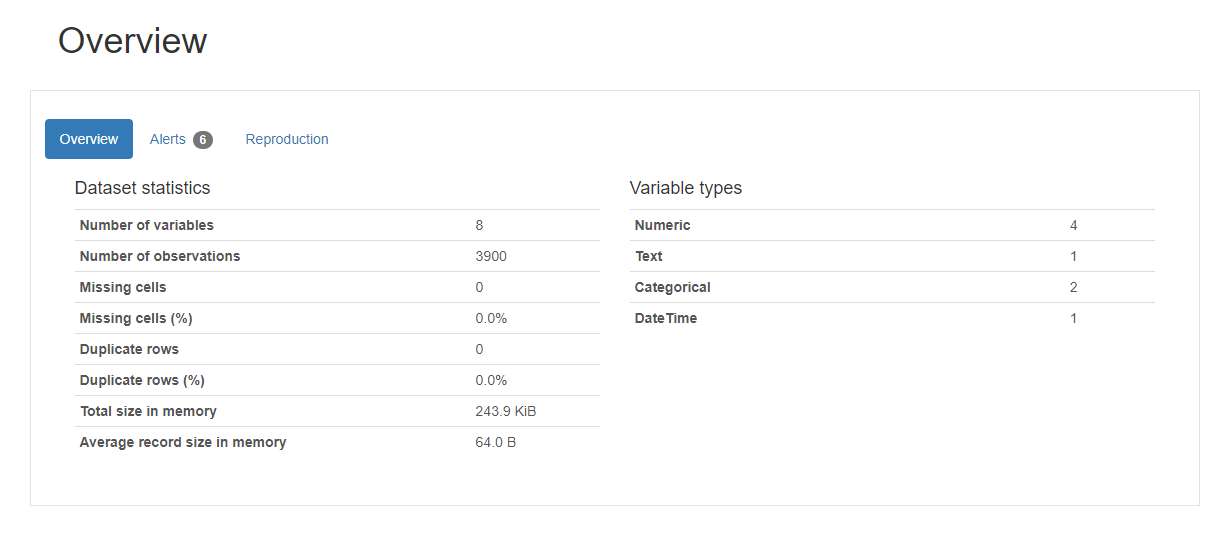 Overview
Overview Alerts 6 Reproduction
Dataset statistics
Number of variables 8
Number of observations 3900
Missing cells 0
Missing cells (%) 0.0%
Duplicate rows 0
Duplicate rows (%) 0.0%
Total size in memory 243.9 KiB
Average record size in memory 64.0 B
Variable types
Numeric 4
Text 1
Categorical 2
DateTime 1